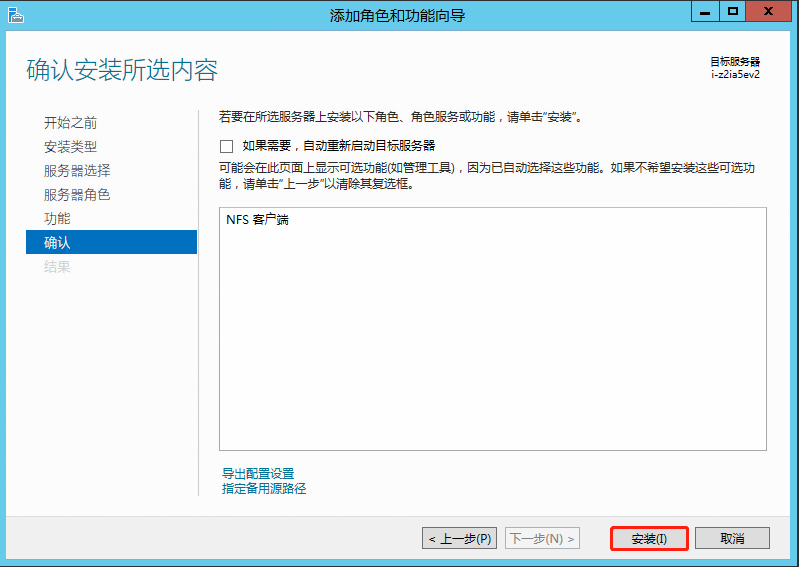 添加角色和功能向导
确认安装所选内容
目标服务器
i-z2ia5ev2
开始之前
安装类型
服务器选择
服务器角色
功能
确认
结果
若要在所选服务器上安装以下角色、角色服务或功能，请单击“安装”。
如果需要，自动重新启动目标服务器
可能会在此页面上显示可选功能(如管理工具)，因为已自动选择这些功能。如果不希望安装这些可选功
能，请单击“上一步”以清除其复选框。
NFS 客户端
导出配置设置
指定备用源路径
< 上一步(P)
下一步(N) >
安装(I)
取消